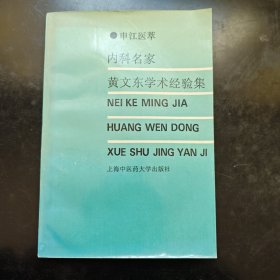 ●申江医萃
内科名家
黄文东学术经验集
NEI KE MING JIA
HUANG WEN DONG
XUE SHU JING YAN JI
上海中医药大学出版社